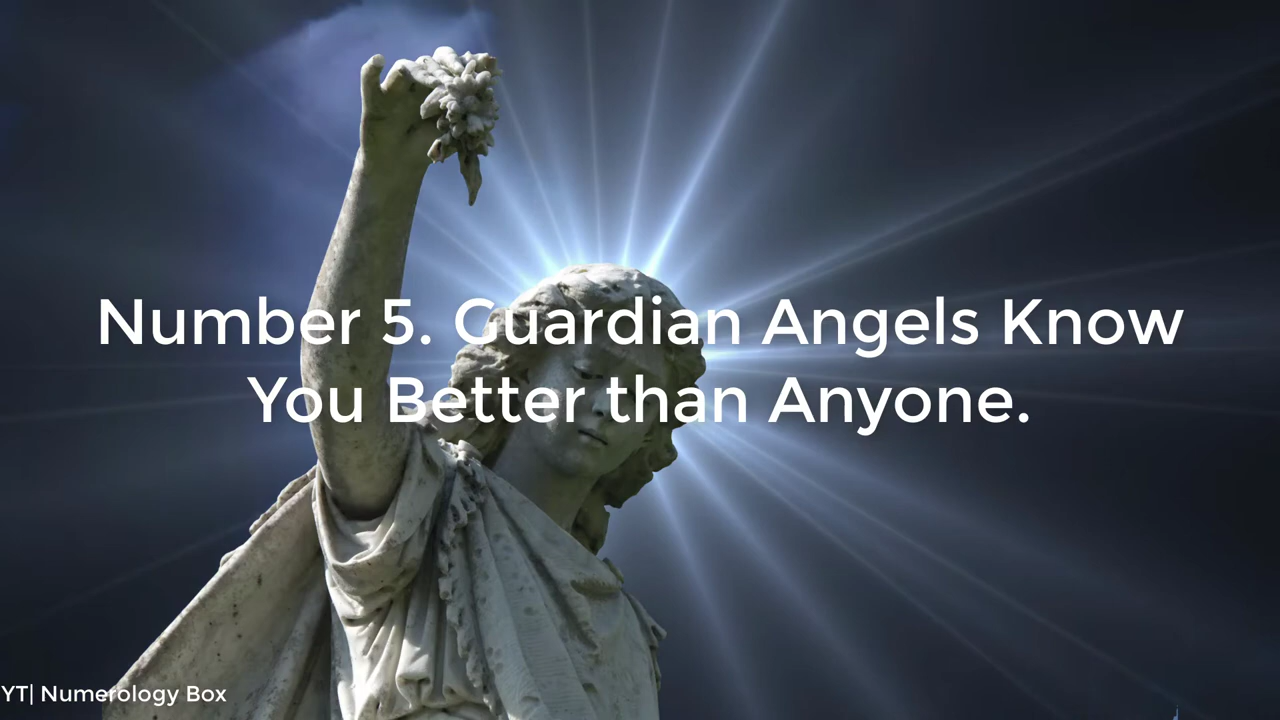 Number 5. Guardian Angels Know
You Better than Anyone.
YT| Numerology Box